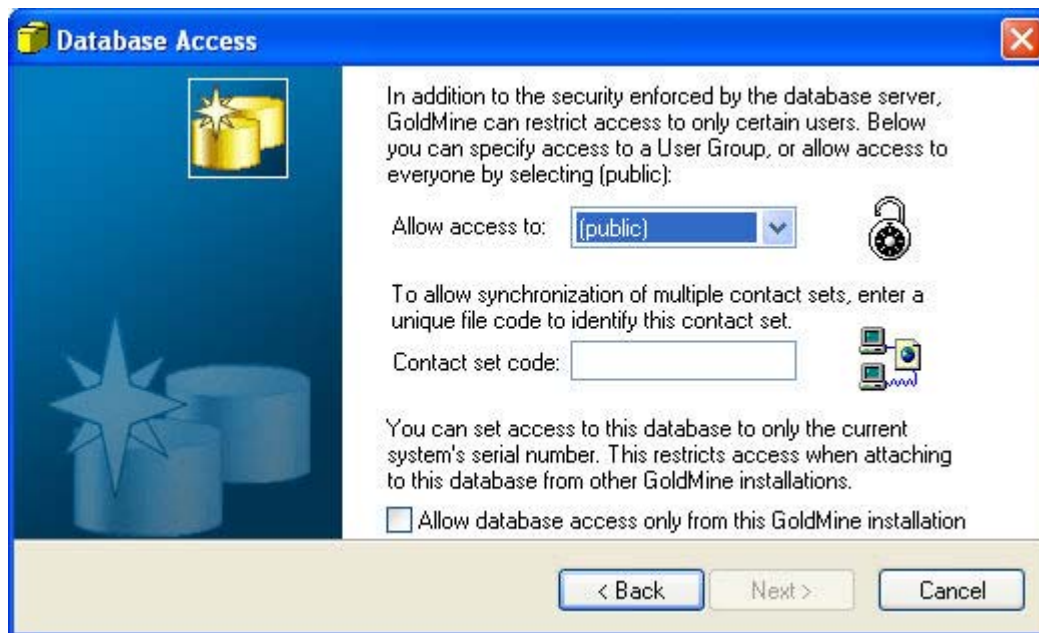 Database Access
In addition to the security enforced by the database server,
GoldMine can restrict access to only certain users. Below
you can specify access to a User Group, or allow access to
everyone by selecting (public):
Allow access to: (public)
To allow synchronization of multiple contact sets, enter a
unique file code to identify this contact set.
Contact set code:
You can set access to this database to only the current
system's serial number. This restricts access when attaching
to this database from other GoldMine installations.
Allow database access only from this GoldMine installation
< Back Next > Cancel